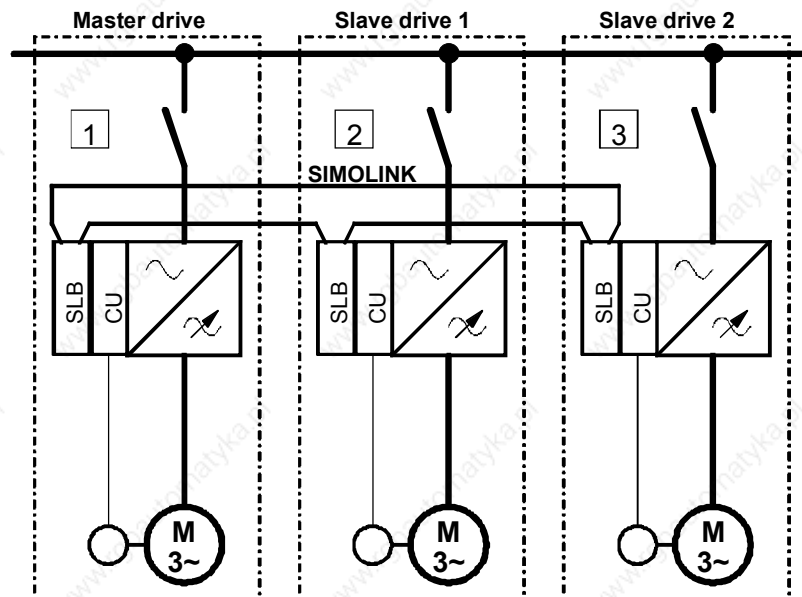 Master drive
Slave drive 1
Slave drive 2
1
2
3
SIMOLINK
SLB
CU
SLB
CU
SLB
CU
M
3~
M
3~
M
3~